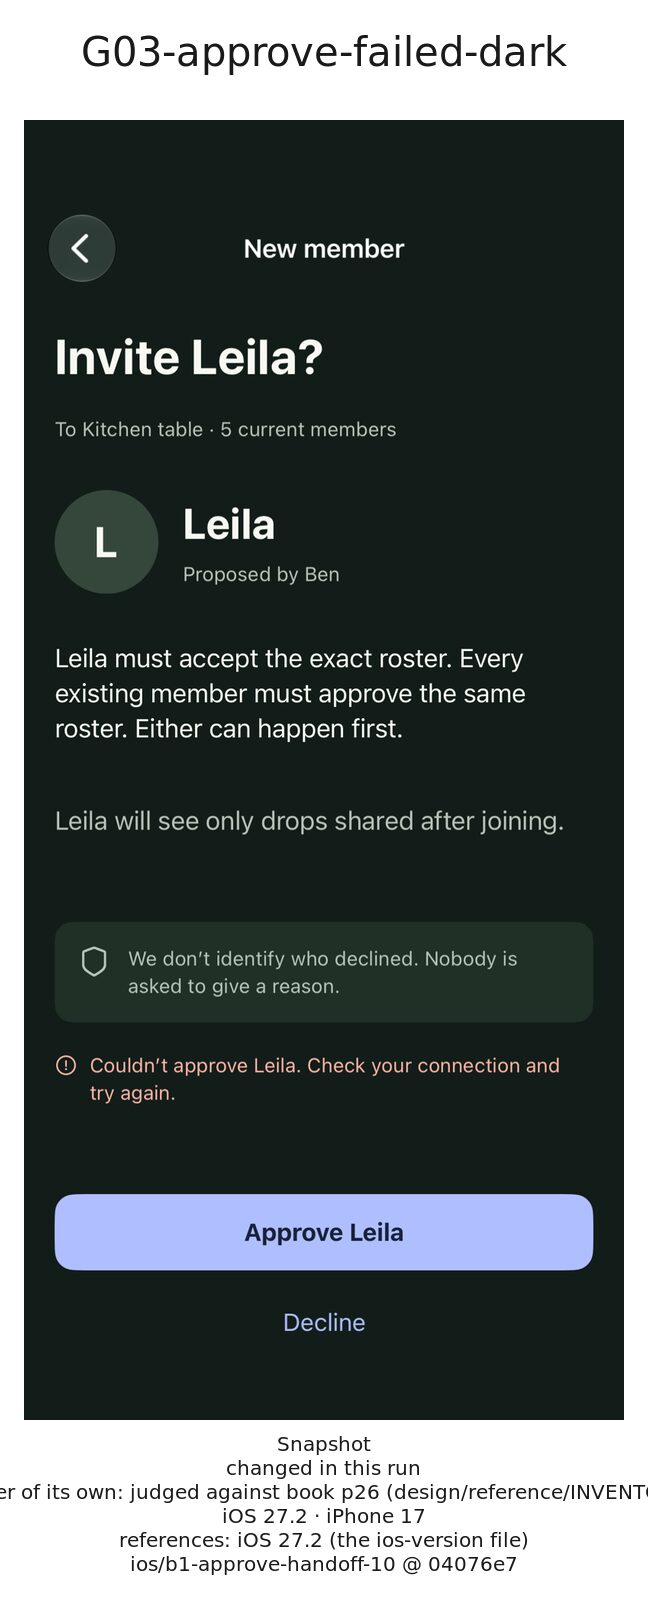 G03-approve-failed-dark
New member
Invite Leila?
To Kitchen table · 5 current members
L
Leila
Proposed by Ben
Leila must accept the exact roster. Every
existing member must approve the same
roster. Either can happen first.
Leila will see only drops shared after joining.
We don’t identify who declined. Nobody is
asked to give a reason.
Couldn’t approve Leila. Check your connection and
try again.
Approve Leila
Decline
Snapshot
changed in this run
of its own: judged against book p26 (design/reference/
iOS 27.2 · iPhone 17
references: iOS 27.2 (the ios-version file)
ios/b1-approve-handoff-10 @ 04076e7